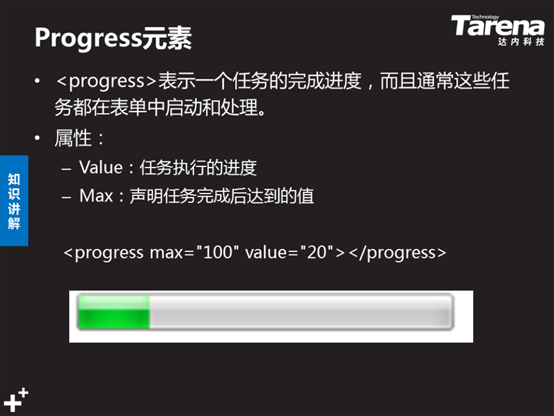 Progress元素
Technology
Tarena
达内科技
• <progress>表示一个任务的完成进度，而且通常这些任
务都在表单中启动和处理。
• 属性：
– Value：任务执行的进度
– Max：声明任务完成后达到的值
知识讲解
<progress max="100" value="20"></progress>